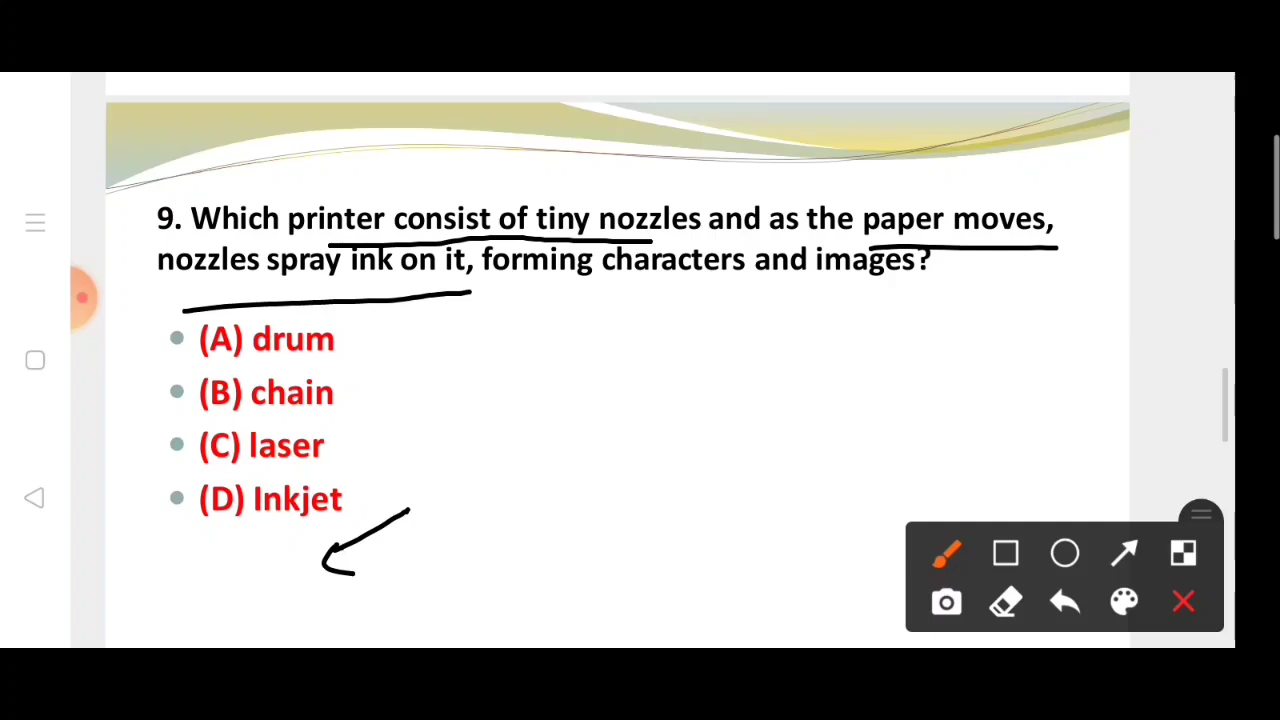 9. Which printer consist of tiny nozzles and as the paper moves,
nozzles spray ink on it, forming characters and images?
(A) drum
(B) chain
(C) laser
(D) Inkjet